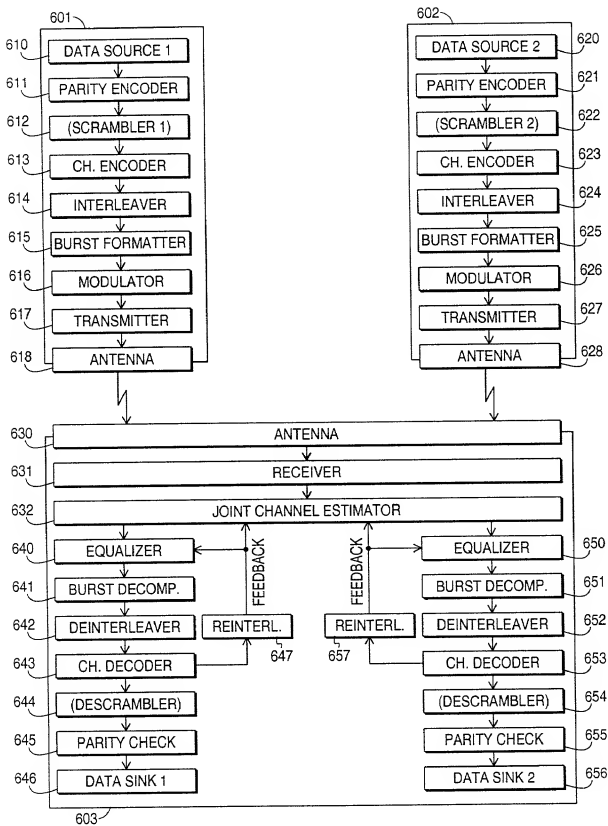 601
610 DATA SOURCE 1
611 PARITY ENCODER
612 (SCRAMBLER 1)
613 CH. ENCODER
614 INTERLEAVER
615 BURST FORMATTER
616 MODULATOR
617 TRANSMITTER
618 ANTENNA
602
DATA SOURCE 2 620
PARITY ENCODER 621
(SCRAMBLER 2) 622
CH. ENCODER 623
INTERLEAVER 624
BURST FORMATTER 625
MODULATOR 626
TRANSMITTER 627
ANTENNA 628
630 ANTENNA
631 RECEIVER
632 JOINT CHANNEL ESTIMATOR
640 EQUALIZER
641 BURST DECOMP.
642 DEINTERLEAVER
643 CH. DECODER
644 (DESCRAMBLER)
645 PARITY CHECK
646 DATA SINK 1
FEEDBACK
REINTERL.
647
FEEDBACK
REINTERL.
657
EQUALIZER 650
BURST DECOMP. 651
DEINTERLEAVER 652
CH. DECODER 653
(DESCRAMBLER) 654
PARITY CHECK 655
DATA SINK 2 656
603